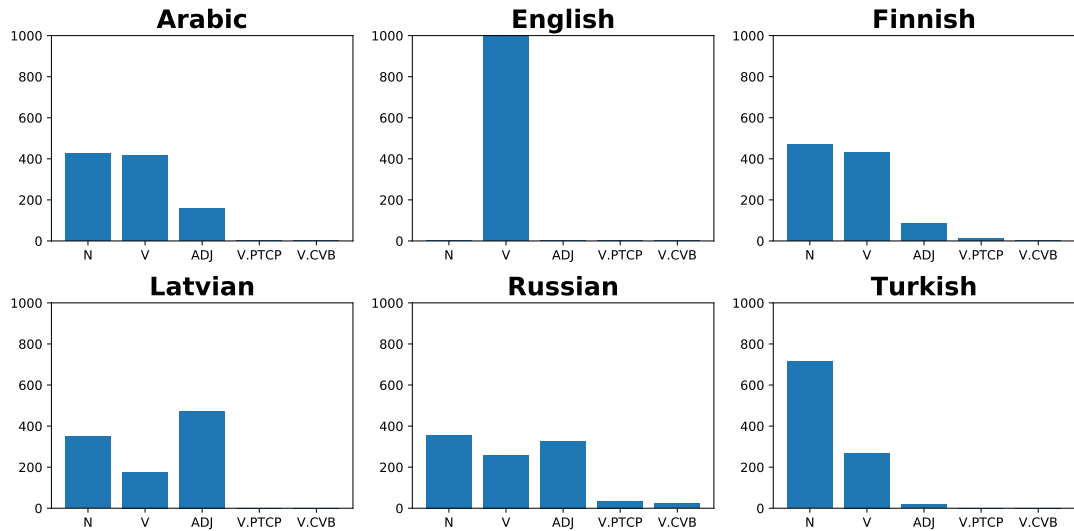 Arabic English Finnish
1000 1000 1000
800 800 800
600 600 600
400 400 400
200 200 200
0 0 0
N V ADJ V.PTCP V.CVB N V ADJ V.PTCP V.CVB N V ADJ V.PTCP V.CVB
Latvian Russian Turkish
1000 1000 1000
800 800 800
600 600 600
400 400 400
200 200 200
0 0 0
N V ADJ V.PTCP V.CVB N V ADJ V.PTCP V.CVB N V ADJ V.PTCP V.CVB